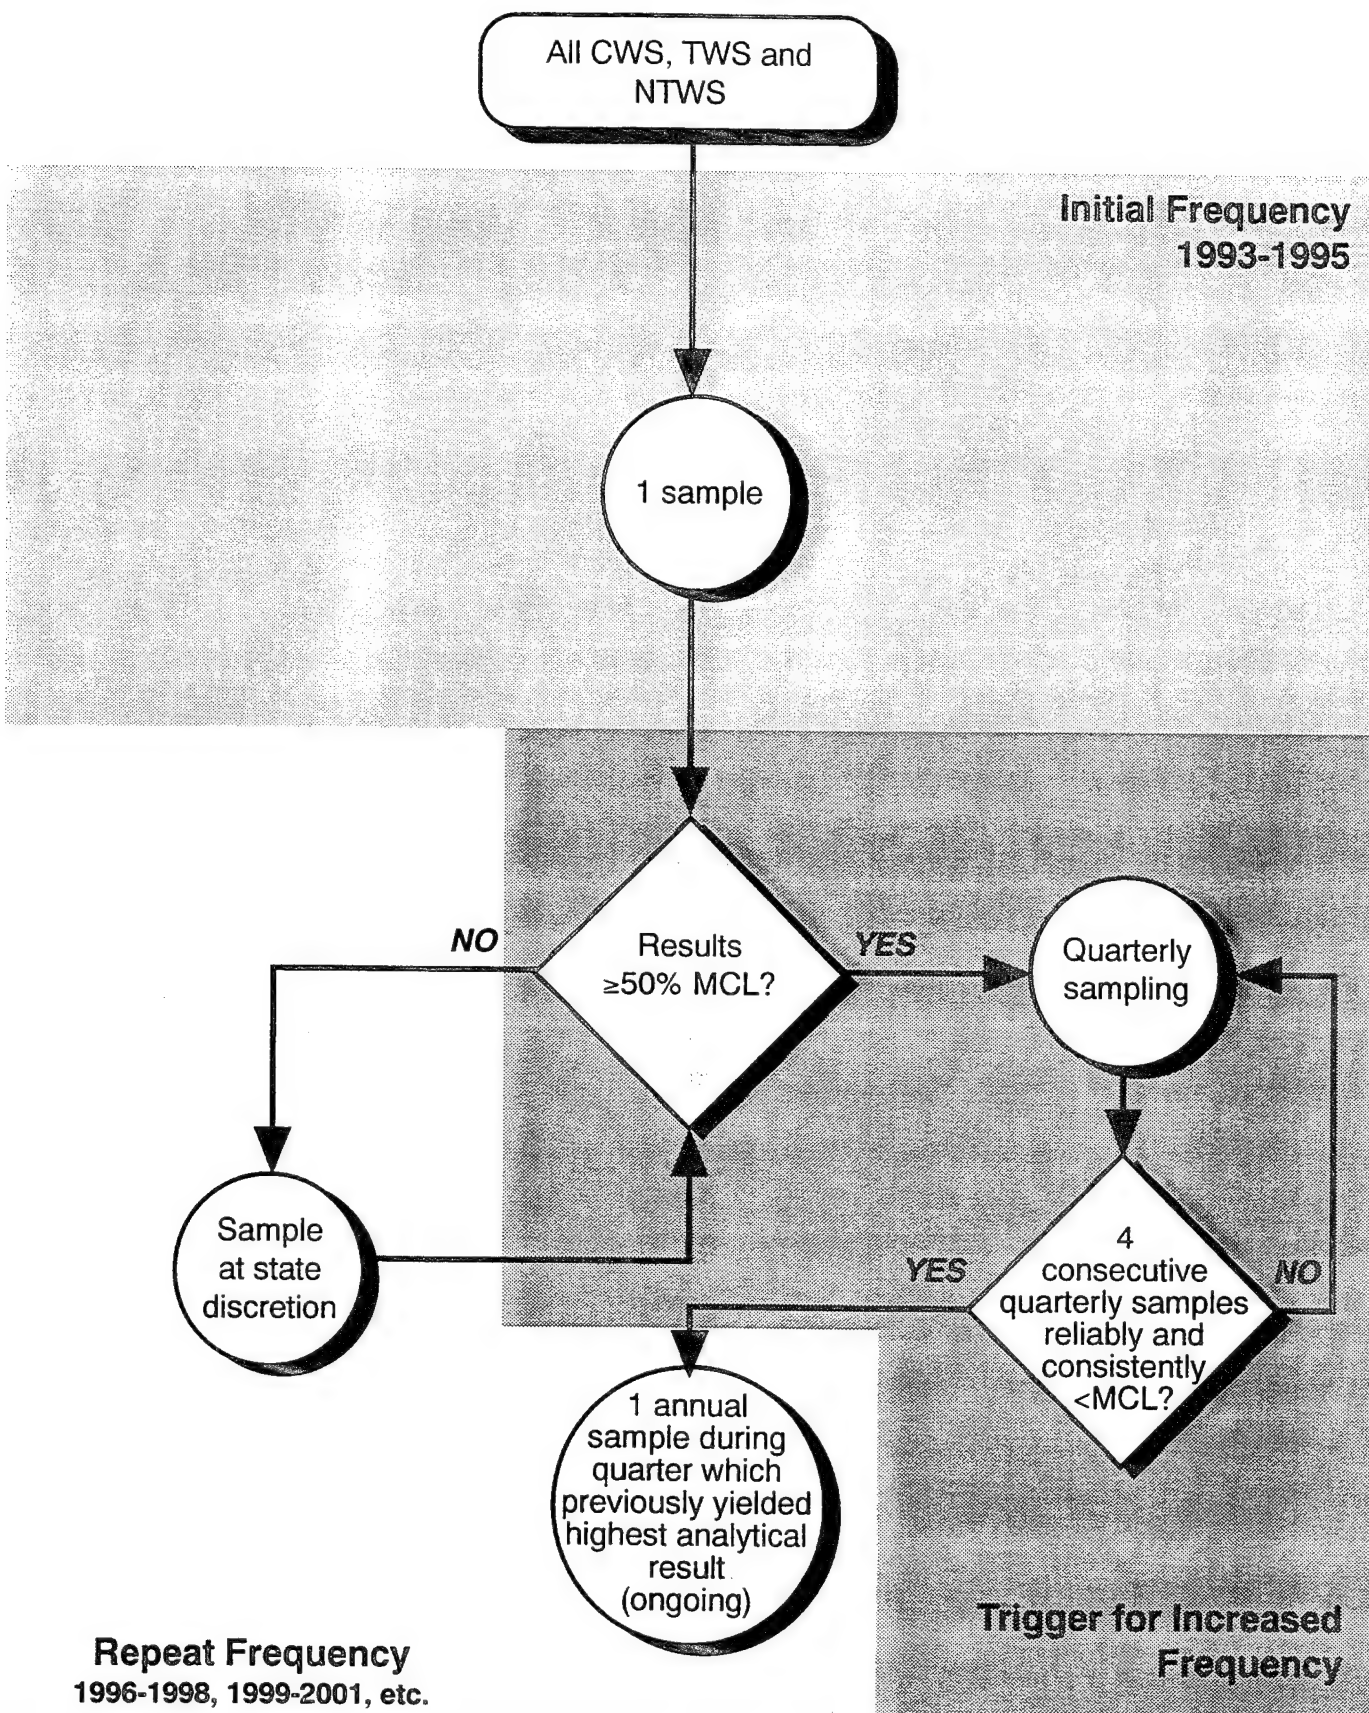 All CWS, TWS and
NTWS
Initial Frequency
1993-1995
1 sample
NO
Results
≥50% MCL?
YES
Quarterly
sampling
Sample
at state
discretion
YES
4
consecutive
quarterly samples
reliably and
consistently
<MCL?
NO
1 annual
sample during
quarter which
previously yielded
highest analytical
result
(ongoing)
Trigger for Increased
Frequency
Repeat Frequency
1996-1998, 1999-2001, etc.